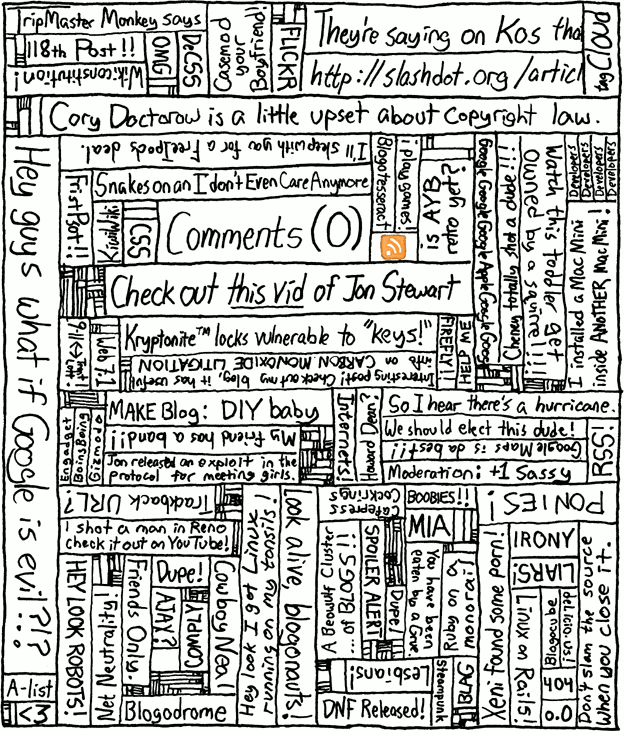 TripMaster Monkey says
118th Post!!
Wikiconstitution!
OMG
DeCSS
Casemod your Boyfriend!!
FLICKR
They're saying on Kos tha
http://slashdot.org/articl
tag Cloud
Cory Doctorow is a little upset about copyright law.
Hey guys what if Google is evil?!?...
I'll sleep with you for a FreeIpods deal.
Snakes on an I don't Even Care Anymore
Frist Post!!
Kiniwiki
CSS
Comments (0)
Blogotesseract
i play games!
is AYB retro yet?
Google Google Google Apple Google Google
Cheney totally shot a dude!!!
Watch this toddler get
Owned by a squirrel!!!!
Developers
Developers
Developers
Developers
I installed a Mac Mini
inside ANOTHER Mac Mini!
Check out this vid of Jon Stewart
Web 7.1
Kryptonite™ locks vulnerable to "keys!"
Interesting post! Check out my blog, it has useful
info on CARBON MONOXIDE LITIGATION
FIREFLY!!
HELP ME
Engadget
BoingBoing
Gizmodo
MAKE Blog: DIY baby
My friend has a band!!
Jon released an exploit in the
protocol for meeting girls.
Internets!
Howard Dean?
So I hear there's a hurricane.
We should elect this dude!
Google Maps is da best!!
Moderation: +1 Sassy
RSS!
Trackback URL?
I shot a man in Reno
check it out on YouTube!
HEY LOOK ROBOTS!
Net Neutrality!
Friends Only.
Dupe!
AJAX?
COMPLY
Cowboy Neal
Blogodrome
Hey look I got Linux
running on my tonsils!
Look alive blogonauts!
Cateress
Cockrings
BOOBIES!!
MIA
PONIES!
A Beowulf Cluster
...of BLOGS!!
SPOILER ALERT
Dupe!
You have been
eaten by a Grue
Ruby on a monorail
Lesbians!
DNF Released!
Steampunk
BLAG
Xeni found some porn!
IRONY
LIARS!
Linux on Rails!
Blogocube
del.icio.us!
404
0.0
Don't slam the source
when you close it.
A-list
<3